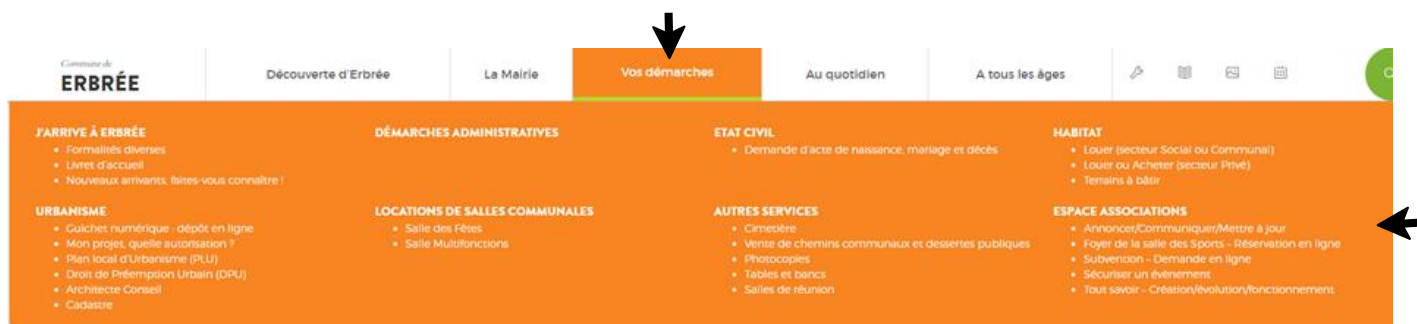 Commune de
ERBRÉE
Découverte d'Erbrée
La Mairie
Vos démarches
Au quotidien
A tous les âges
J'ARRIVE À ERBRÉE
• Formalités diverses
• Livret d'accueil
• Nouveaux arrivants, faites-vous connaître !
DÉMARCHES ADMINISTRATIVES
ETAT CIVIL
• Demande d'acte de naissance, mariage et décès
HABITAT
• Louer (secteur Social ou Communal)
• Louer ou Acheter (secteur Privé)
• Terrains à bâtir
URBANISME
• Guichet numérique : dépôt en ligne
• Mon projet, quelle autorisation ?
• Plan local d'Urbanisme (PLU)
• Droit de Préemption Urbain (DPU)
• Architecte Conseil
• Cadastre
LOCATIONS DE SALLES COMMUNALES
• Salle des Fêtes
• Salle Multifonctions
AUTRES SERVICES
• Cimetière
• Vente de chemins communaux et dessertes publiques
• Photocopies
• Tables et bancs
• Salles de réunion
ESPACE ASSOCIATIONS
• Annoncer/Communiquer/Mettre à jour
• Foyer de la salle des Sports - Réservation en ligne
• Subvention - Demande en ligne
• Sécuriser un évènement
• Tout savoir - Création/évolution/fonctionnement